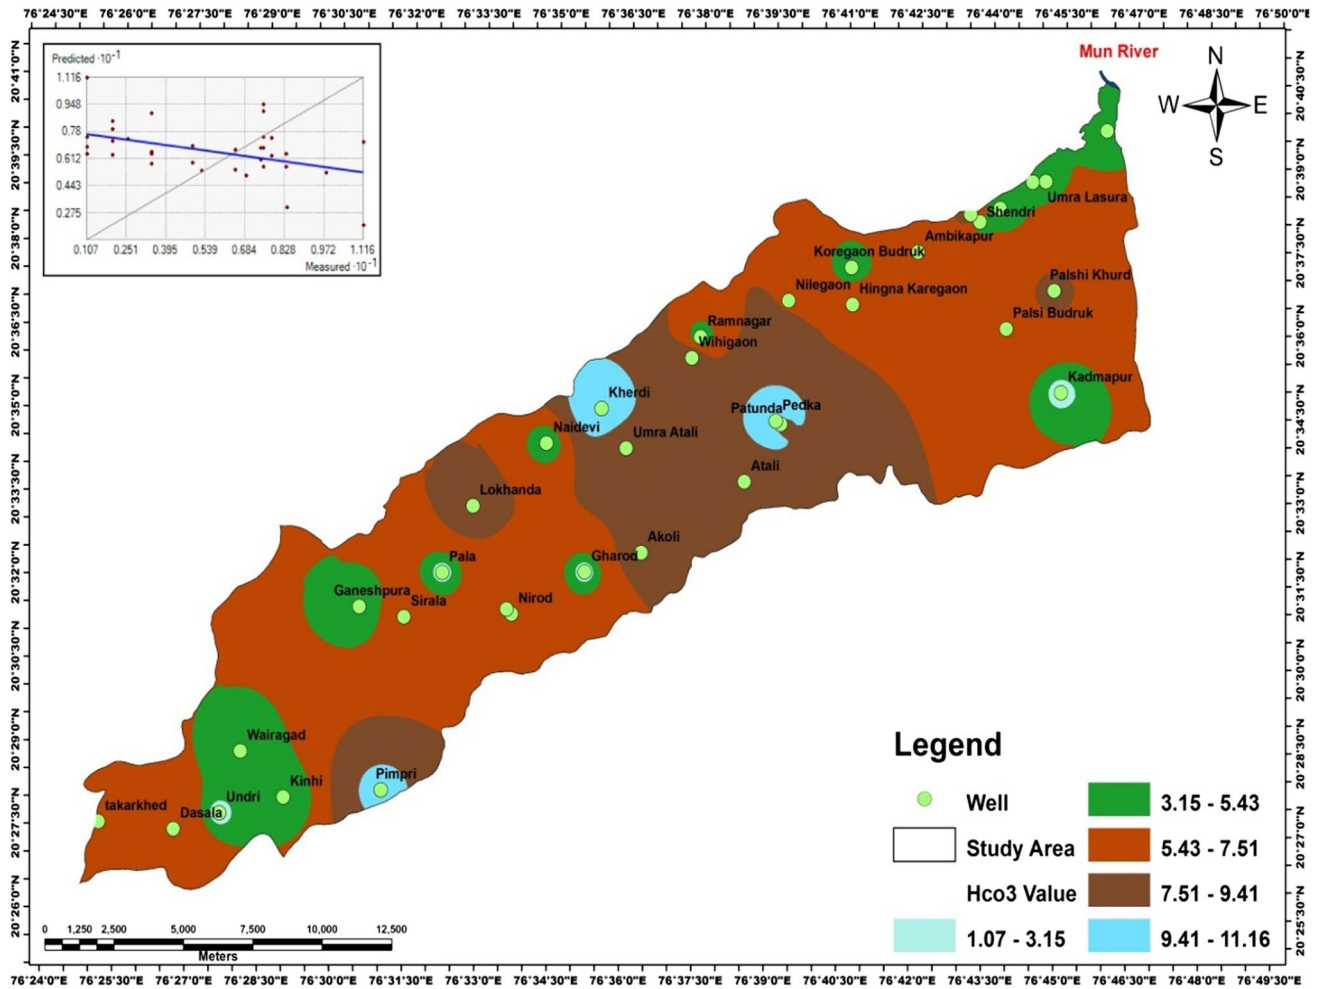 76°24'30"E 76°26'0"E 76°27'30"E 76°29'0"E 76°30'30"E 76°32'0"E 76°33'30"E 76°35'0"E 76°36'30"E 76°38'0"E 76°39'30"E 76°41'0"E 76°42'30"E 76°44'0"E 76°45'30"E 76°47'0"E 76°48'30"E 76°50'0"E
20°41'0"N
20°39'30"N
20°38'0"N
20°36'30"N
20°35'0"N
20°33'30"N
20°32'0"N
20°30'30"N
20°29'0"N
20°27'30"N
20°26'0"N
Predicted ·10⁻¹
1.116
0.948
0.78
0.612
0.443
0.275
0.107 0.251 0.395 0.539 0.684 0.828 0.972 1.116
Measured ·10⁻¹
Mun River
N
W E
S
Umra Lasura
Shendri
Ambikapur
Koregaon Budruk
Palshi Khurd
Nilegaon
Hingna Karegaon
Palsi Budruk
Ramnagar
Wihigaon
Kadmapur
Kherdi
Patunda
Pedka
Naidevi
Umra Atali
Atali
Lokhanda
Akoli
Pala
Gharod
Ganeshpura
Sirala
Nirod
Wairagad
Pimpri
Kinhi
Undri
takarkhed
Dasala
Legend
Well
Study Area
Hco3 Value
1.07 - 3.15
3.15 - 5.43
5.43 - 7.51
7.51 - 9.41
9.41 - 11.16
0 1,250 2,500 5,000 7,500 10,000 12,500
Meters
20°40'30"N
20°39'0"N
20°37'30"N
20°36'0"N
20°34'30"N
20°33'0"N
20°31'30"N
20°30'0"N
20°28'30"N
20°27'0"N
20°25'30"N
76°24'0"E 76°25'30"E 76°27'0"E 76°28'30"E 76°30'0"E 76°31'30"E 76°33'0"E 76°34'30"E 76°36'0"E 76°37'30"E 76°39'0"E 76°40'30"E 76°42'0"E 76°43'30"E 76°45'0"E 76°46'30"E 76°48'0"E 76°49'30"E